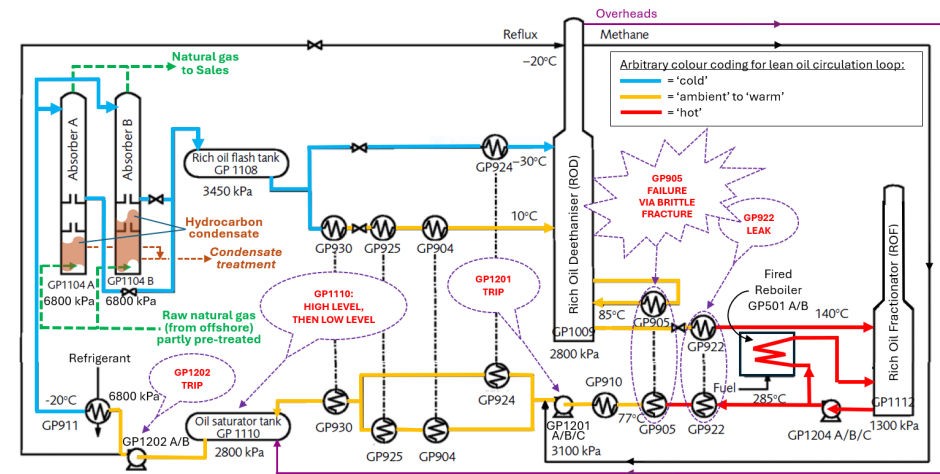 Overheads
Reflux
Methane
−20°C
Arbitrary colour coding for lean oil circulation loop:
= 'cold'
= 'ambient' to 'warm'
= 'hot'
Natural gas
to Sales
Absorber A
Absorber B
Rich oil flash tank
GP 1108
3450 kPa
GP924
−30°C
10°C
GP930
GP925
GP904
Hydrocarbon
condensate
Condensate
treatment
GP1104 A
GP1104 B
6800 kPa
6800 kPa
Raw natural gas
(from offshore)
partly pre-treated
GP1110:
HIGH LEVEL,
THEN LOW LEVEL
GP1201
TRIP
Rich Oil Deethaniser (ROD)
GP1009
2800 kPa
GP905
FAILURE
VIA BRITTLE
FRACTURE
GP922
LEAK
85°C
GP905
GP922
Fired
Reboiler
GP501 A/B
140°C
Fuel
285°C
Rich Oil Fractionator (ROF)
GP1112
1300 kPa
GP1204 A/B/C
Refrigerant
-20°C
GP911
6800 kPa
GP1202
TRIP
GP1202 A/B
Oil saturator tank
GP 1110
2800 kPa
GP930
GP925
GP904
GP924
GP1201
A/B/C
3100 kPa
GP910
77°C
GP905
GP922